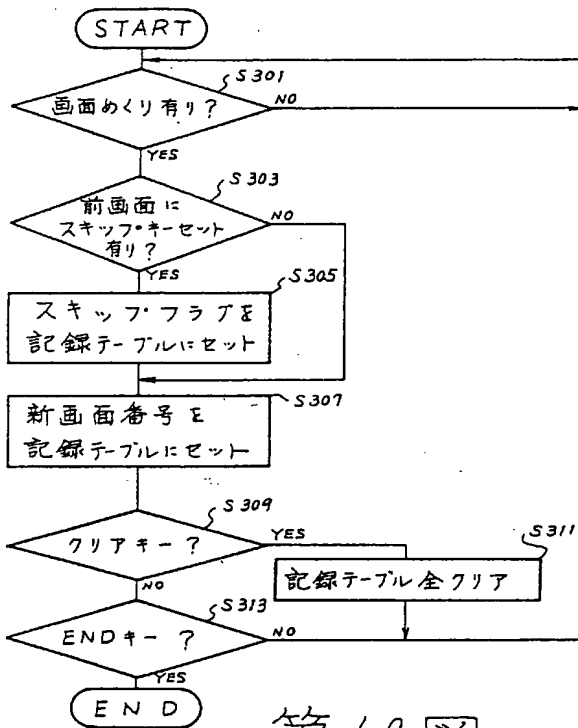 START
S301
画面めくり有り?
NO
YES
S303
前画面に
スキップ・キーセット
有り?
NO
YES
S305
スキップフラグを
記録テーブルにセット
S307
新画面番号を
記録テーブルにセット
S309
クリアキー?
YES
NO
S311
記録テーブル全クリア
S313
ENDキー?
NO
YES
END